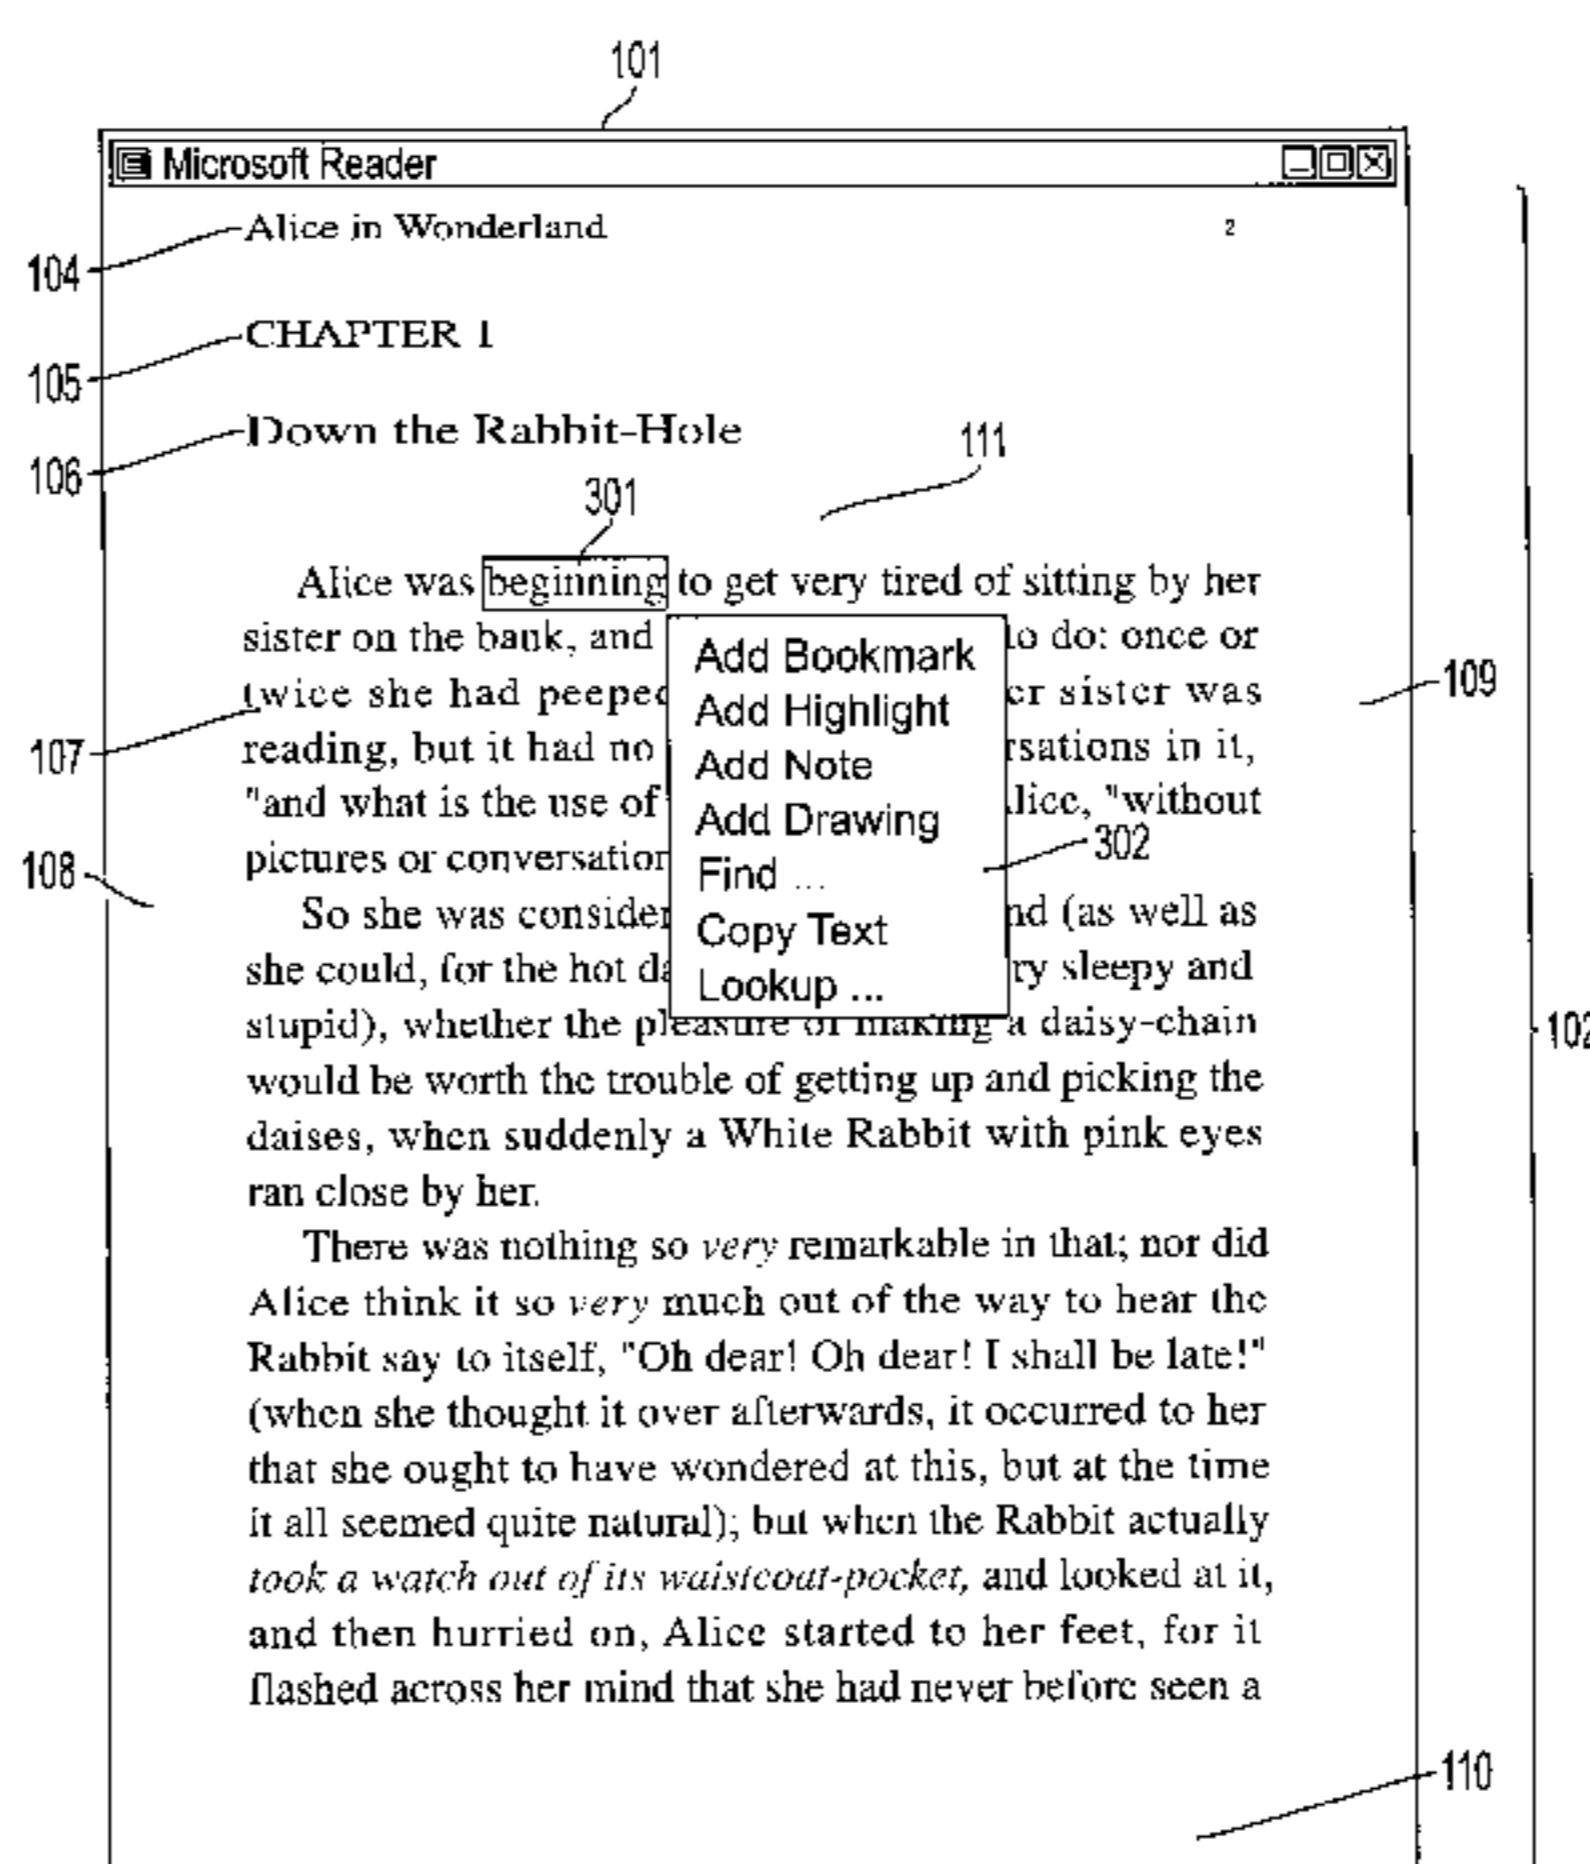 101
Microsoft Reader
104 Alice in Wonderland 2
105 CHAPTER 1
106 Down the Rabbit-Hole
111
301
Alice was beginning to get very tired of sitting by her
sister on the bank, and to do: once or
twice she had peeped er sister was
reading, but it had no rsations in it,
"and what is the use of lice, "without
pictures or conversation
So she was consider nd (as well as
she could, for the hot da ry sleepy and
stupid), whether the pleasure of making a daisy-chain
would be worth the trouble of getting up and picking the
daises, when suddenly a White Rabbit with pink eyes
ran close by her.
There was nothing so very remarkable in that; nor did
Alice think it so very much out of the way to hear the
Rabbit say to itself, "Oh dear! Oh dear! I shall be late!"
(when she thought it over afterwards, it occurred to her
that she ought to have wondered at this, but at the time
it all seemed quite natural); but when the Rabbit actually
took a watch out of its waistcoat-pocket, and looked at it,
and then hurried on, Alice started to her feet, for it
flashed across her mind that she had never before seen a
Add Bookmark
Add Highlight
Add Note
Add Drawing
Find ...
Copy Text
Lookup ...
107
108
109
302
102
110